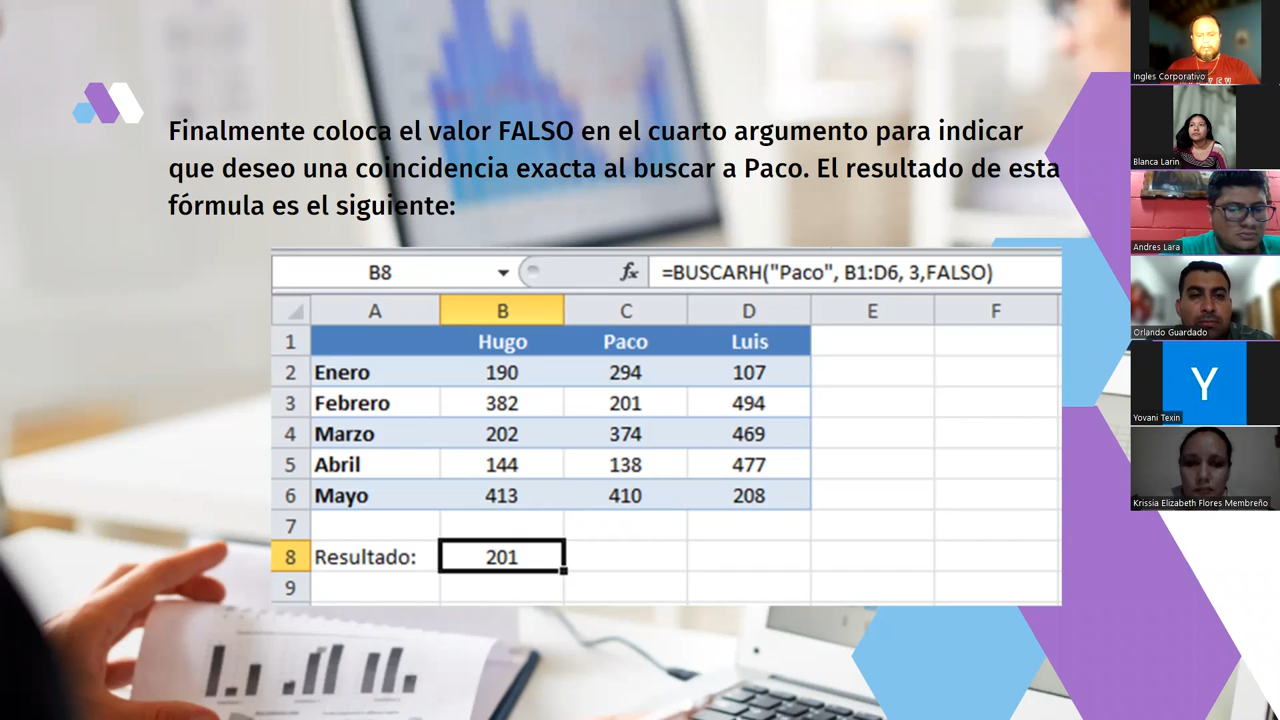 Finalmente coloca el valor FALSO en el cuarto argumento para indicar
que deseo una coincidencia exacta al buscar a Paco. El resultado de esta
fórmula es el siguiente:
B8 fx =BUSCARH("Paco", B1:D6, 3,FALSO)
A B C D E F
1 Hugo Paco Luis
2 Enero 190 294 107
3 Febrero 382 201 494
4 Marzo 202 374 469
5 Abril 144 138 477
6 Mayo 413 410 208
7
8 Resultado: 201
9
Ingles Corporativo
Blanca Larin
Andres Lara
Orlando Guardado
Y
Yovani Texin
Krissia Elizabeth Flores Membreño